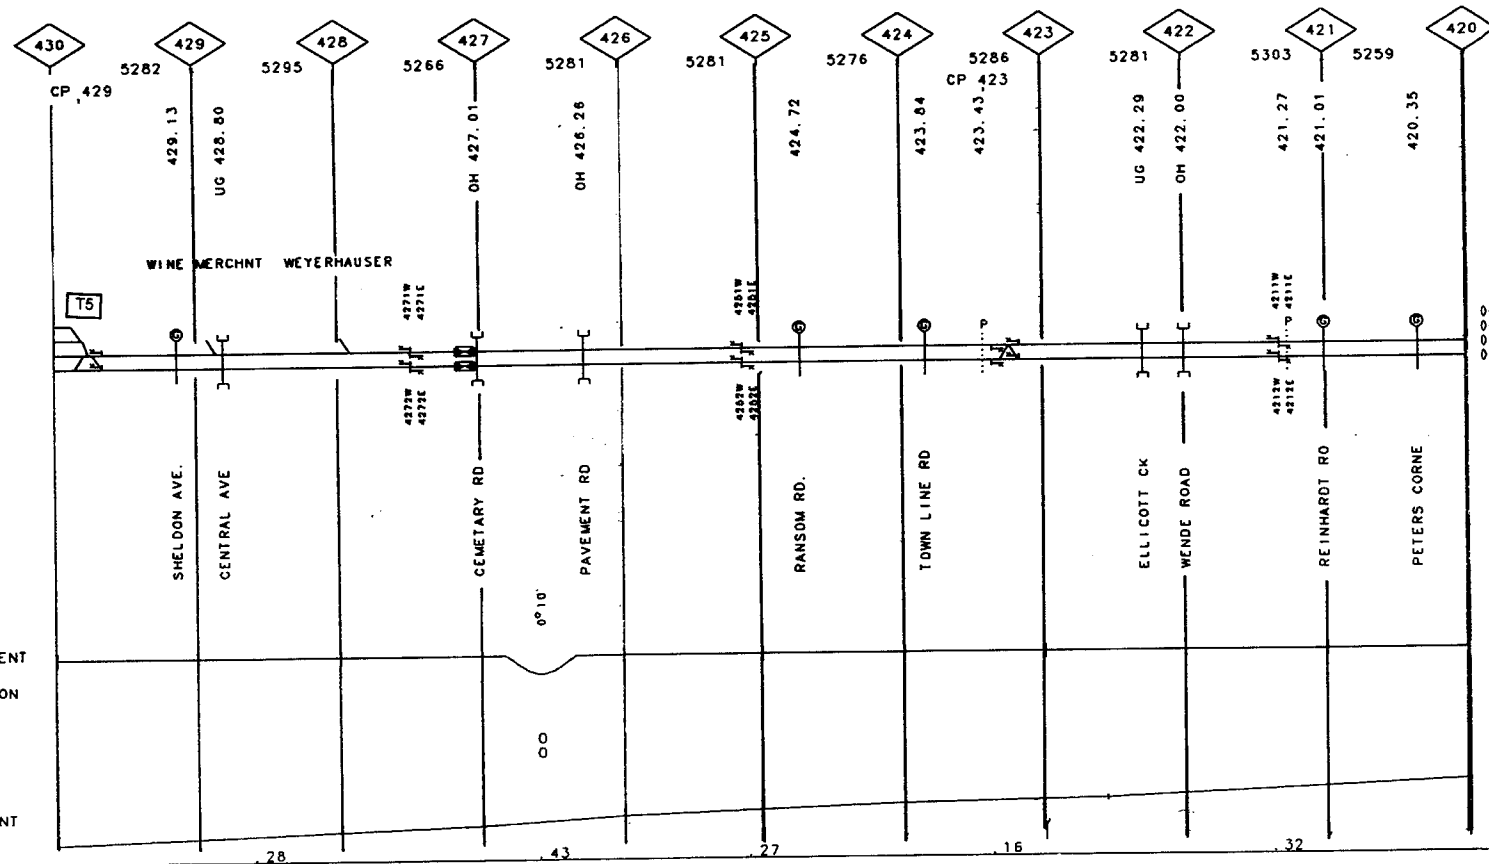 430 429 428 427 426 425 424 423 422 421 420
5282 5295 5266 5281 5281 5276 5286 5281 5303 5259
CP 429
CP 423
429.13
UG 428.80
OH 427.01
OH 426.26
424.72
423.84
423.43
UG 422.29
OH 422.00
421.27
421.01
420.35
WINE MERCHNT WEYERHAUSER
T5
4271W
4271E
4251W
4251E
4211W
4211E
P
P
G
G
G
G
G
4272W
4272E
4252W
4252E
4212W
4212E
SHELDON AVE.
CENTRAL AVE
CEMETARY RD
PAVEMENT RD
RANSOM RD.
TOWN LINE RD
ELLICOTT CK
WENDE ROAD
REINHARDT RD
PETERS CORNE
0°10'
ENT
ON
0
0
NT
.28 .43 .27 .16 .32